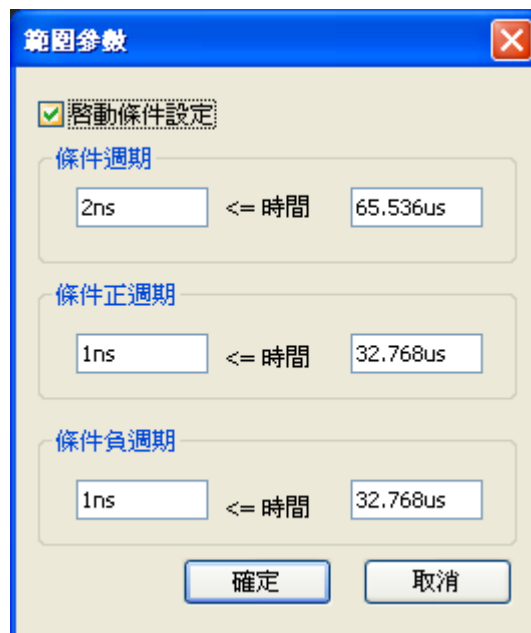 範圍參數
啓動條件設定
條件週期
2ns <= 時間 65.536us
條件正週期
1ns <= 時間 32.768us
條件負週期
1ns <= 時間 32.768us
確定 取消